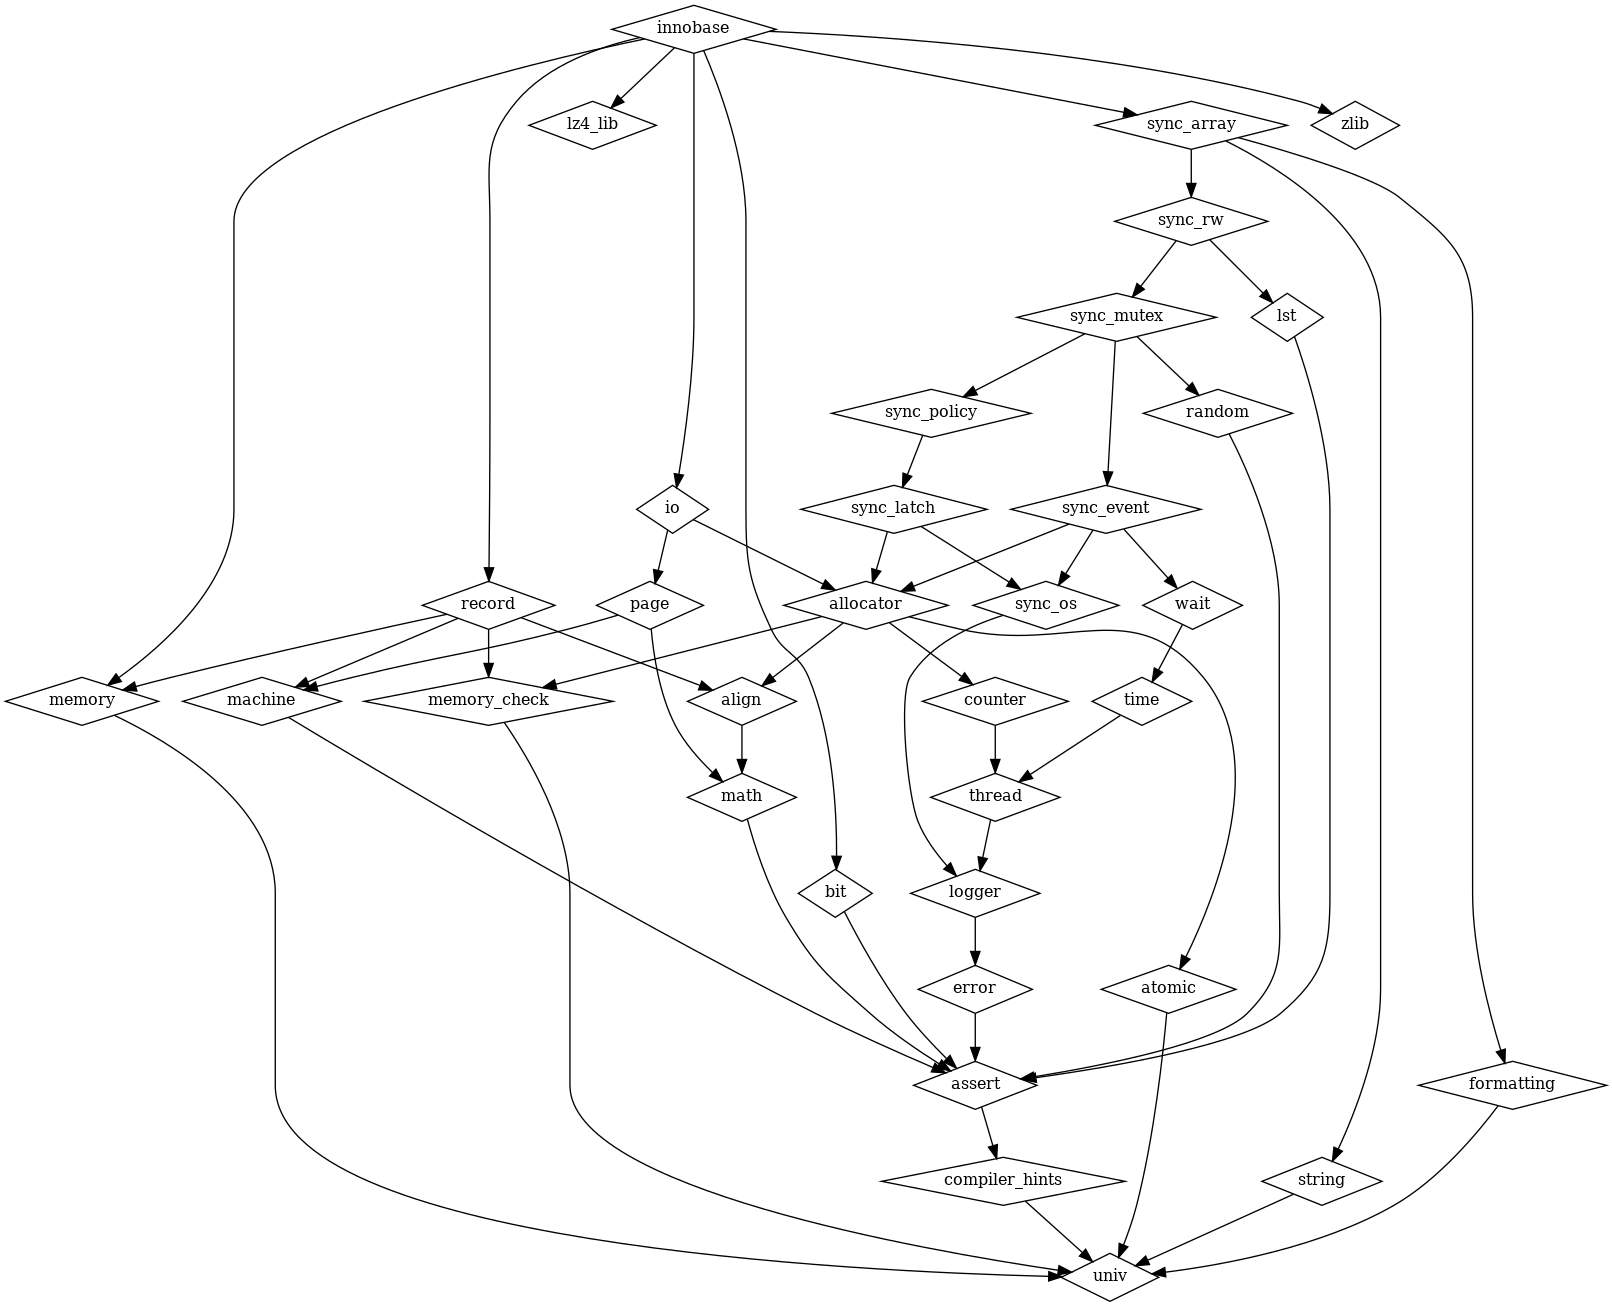 innobase
lz4_lib
sync_array
zlib
sync_rw
sync_mutex
lst
sync_policy
random
io
sync_latch
sync_event
record
page
allocator
sync_os
wait
memory
machine
memory_check
align
counter
time
math
thread
bit
logger
error
atomic
assert
formatting
compiler_hints
string
univ